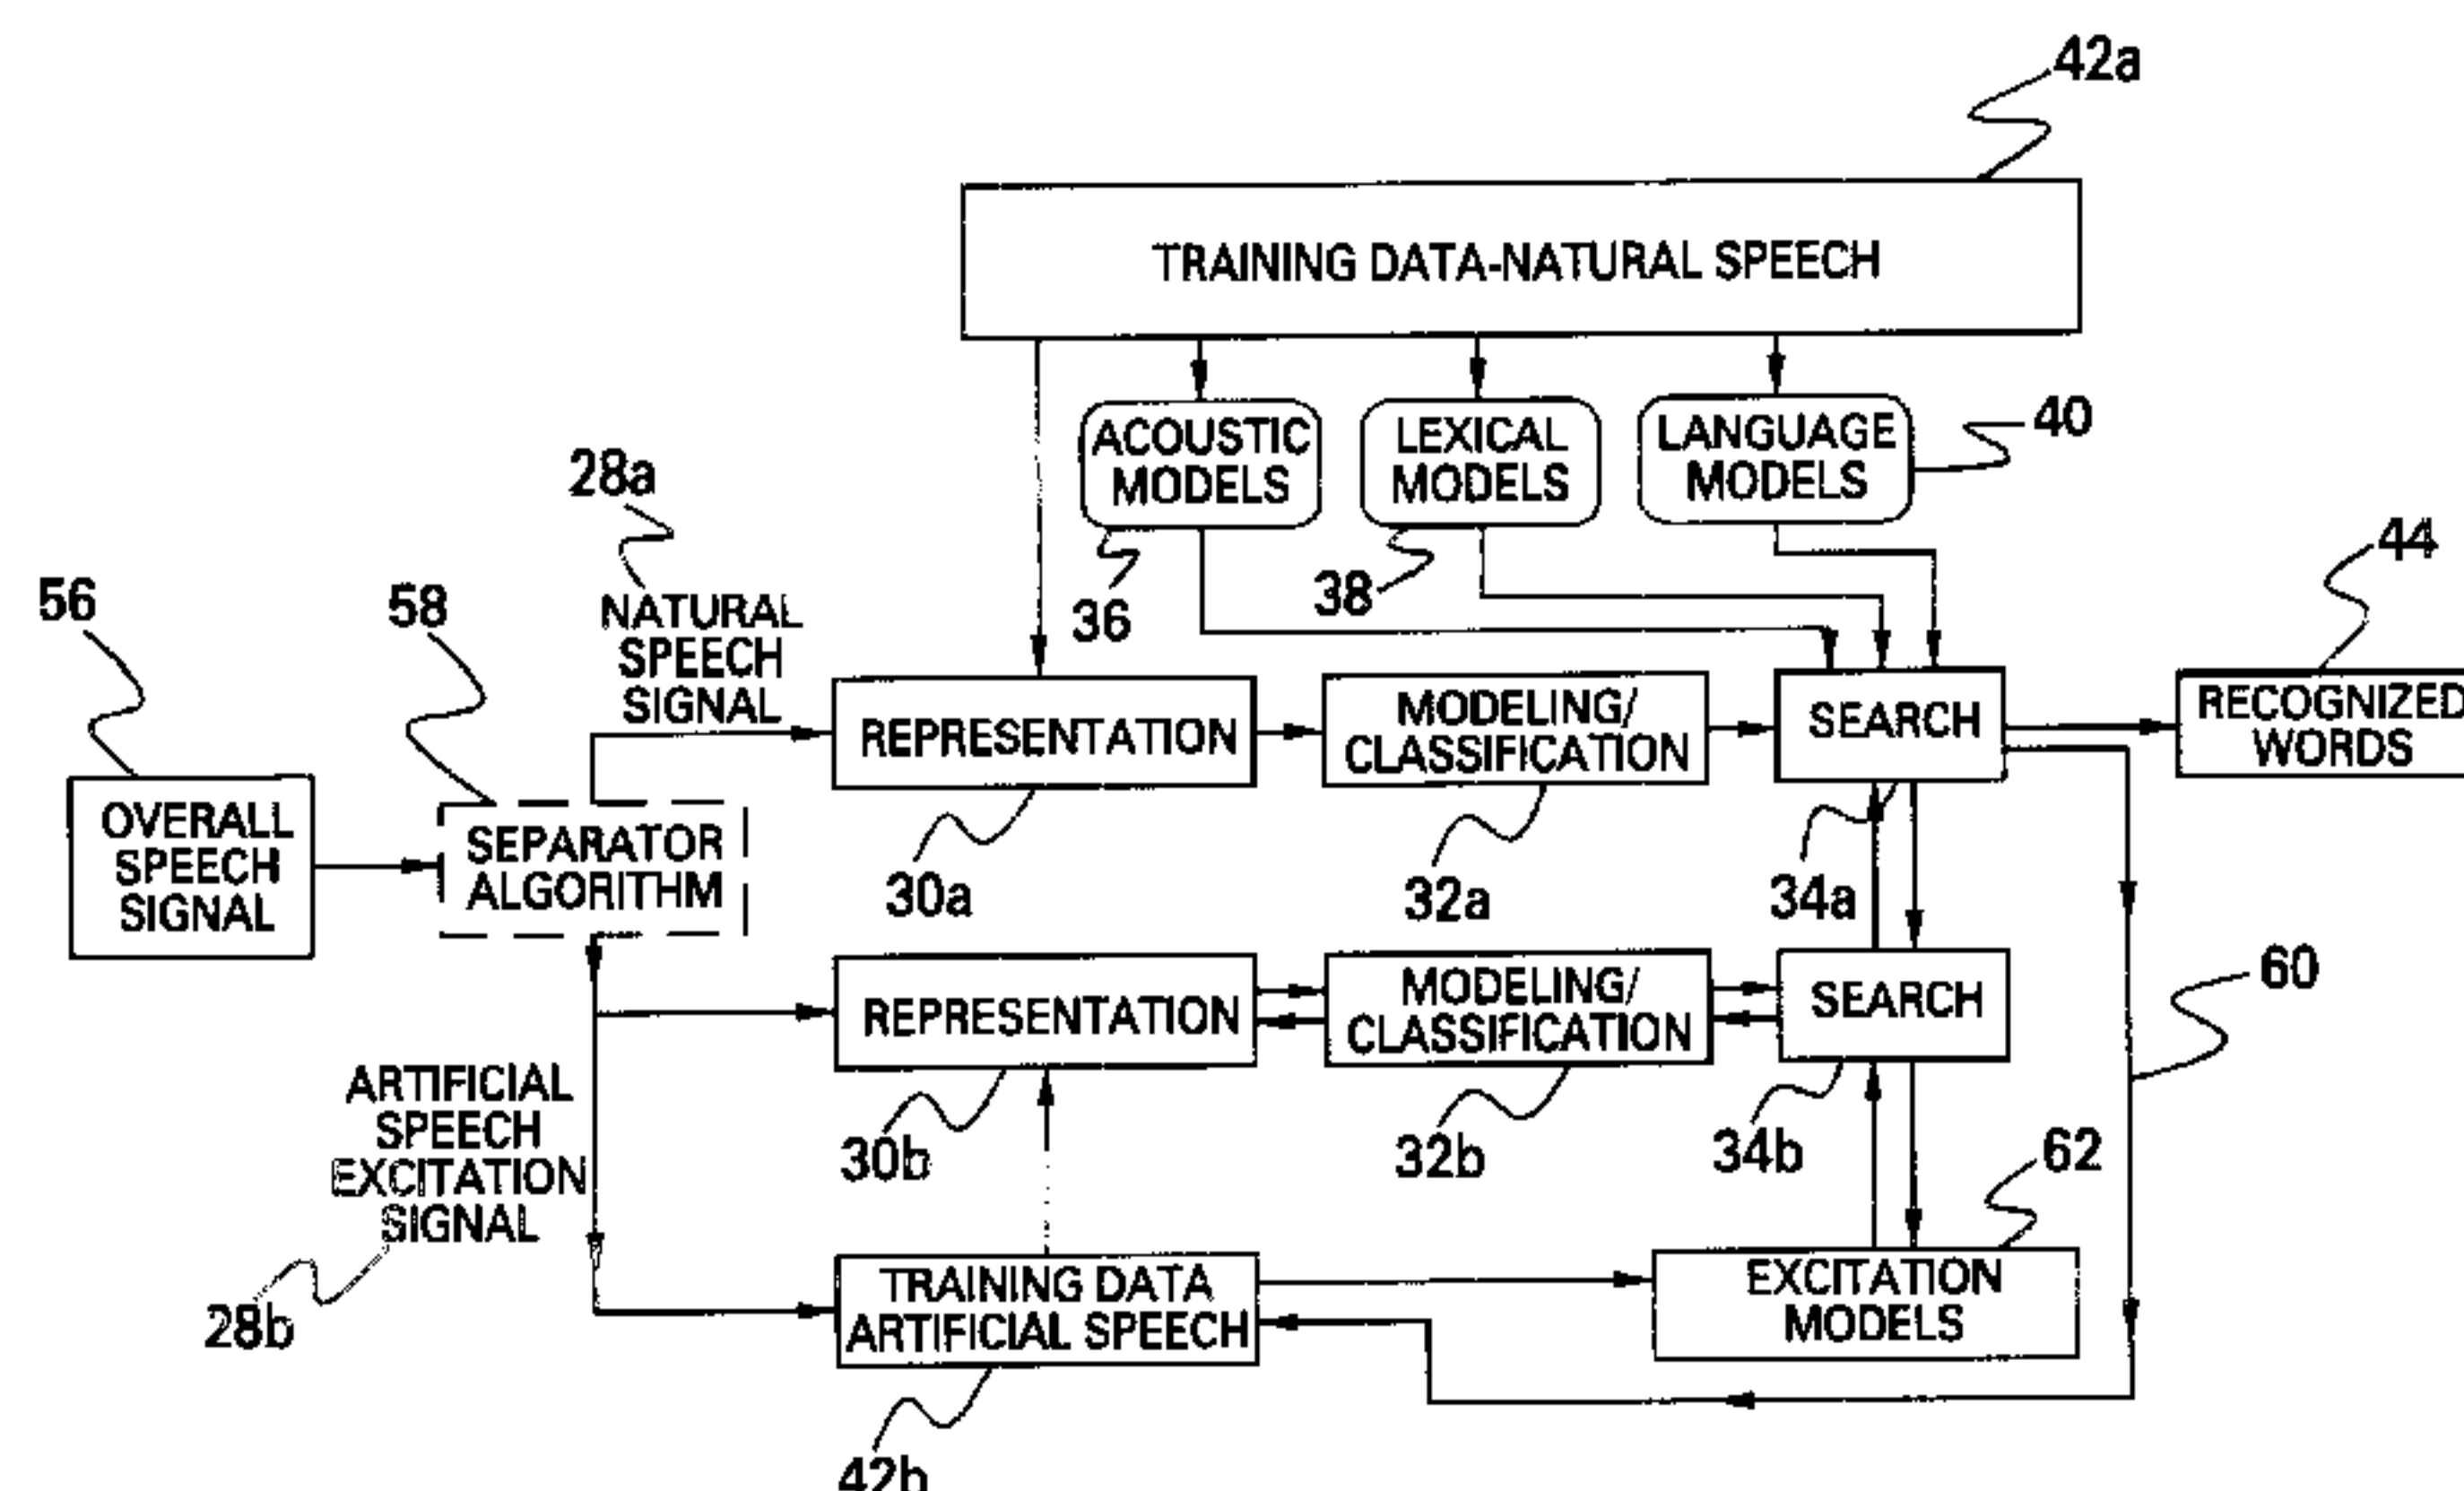 42a
TRAINING DATA-NATURAL SPEECH
ACOUSTIC
MODELS
LEXICAL
MODELS
LANGUAGE
MODELS
40
28a
44
56
58
36
38
NATURAL
SPEECH
SIGNAL
REPRESENTATION
MODELING/
CLASSIFICATION
SEARCH
RECOGNIZED
WORDS
OVERALL
SPEECH
SIGNAL
SEPARATOR
ALGORITHM
30a
32a
34a
REPRESENTATION
MODELING/
CLASSIFICATION
SEARCH
60
ARTIFICIAL
SPEECH
EXCITATION
SIGNAL
30b
32b
34b
62
28b
TRAINING DATA
ARTIFICIAL SPEECH
EXCITATION
MODELS
42b